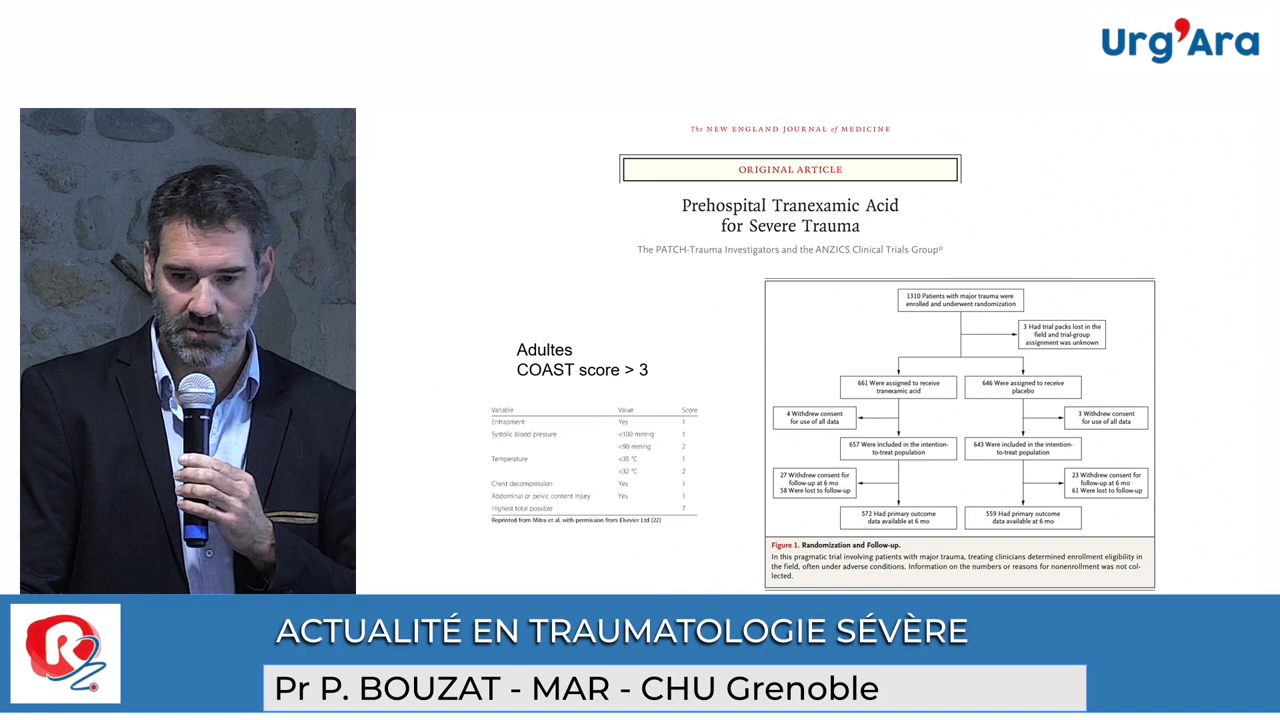 Urg'Ara
The NEW ENGLAND JOURNAL of MEDICINE
ORIGINAL ARTICLE
Prehospital Tranexamic Acid
for Severe Trauma
The PATCH-Trauma Investigators and the ANZICS Clinical Trials Group*
Adultes
COAST score > 3
Variable Value Score
Entrapment Yes 1
Systolic blood pressure <100 mmHg 1
<90 mmHg 2
Temperature <35 °C 1
<32 °C 2
Chest decompression Yes 1
Abdominal or pelvic content injury Yes 1
Highest total possible 7
Reprinted from Mitra et al. with permission from Elsevier Ltd [22]
1310 Patients with major trauma were
enrolled and underwent randomization
3 Had trial packs lost in the
field and trial-group
assignment was unknown
661 Were assigned to receive
tranexamic acid
646 Were assigned to receive
placebo
4 Withdrew consent
for use of all data
3 Withdrew consent
for use of all data
657 Were included in the intention-
to-treat population
643 Were included in the intention-
to-treat population
27 Withdrew consent for
follow-up at 6 mo
58 Were lost to follow-up
23 Withdrew consent for
follow-up at 6 mo
61 Were lost to follow-up
572 Had primary outcome
data available at 6 mo
559 Had primary outcome
data available at 6 mo
Figure 1. Randomization and Follow-up.
In this pragmatic trial involving patients with major trauma, treating clinicians determined enrollment eligibility in
the field, often under adverse conditions. Information on the numbers or reasons for nonenrollment was not col-
lected.
R
ACTUALITÉ EN TRAUMATOLOGIE SÉVÈRE
Pr P. BOUZAT - MAR - CHU Grenoble